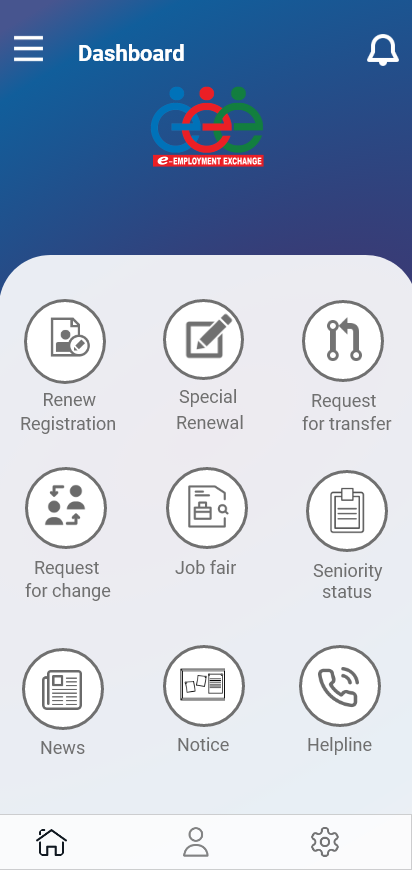 Dashboard
e-EMPLOYMENT EXCHANGE
Renew
Registration
Special
Renewal
Request
for transfer
Request
for change
Job fair
Seniority
status
News
Notice
Helpline